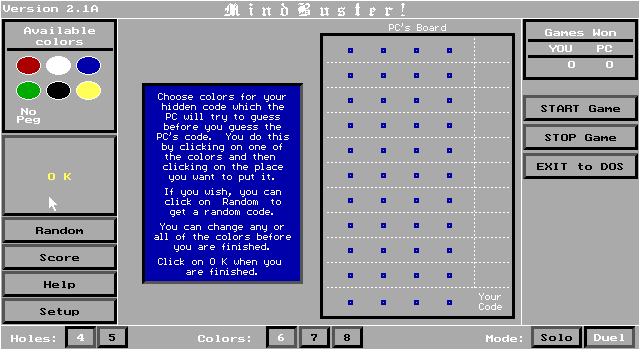 Version 2.1A
MindBuster!
Available
colors
No
Peg
O K
Random
Score
Help
Setup
Choose colors for your
hidden code which the
PC will try to guess
before you guess the
PC's code. You do this
by clicking on one of
the colors and then
clicking on the place
you want to put it.
If you wish, you can
click on Random to
get a random code.
You can change any or
all of the colors before
you are finished.
Click on O K when you
are finished.
PC's Board
Your
Code
Games Won
YOU PC
0 0
START Game
STOP Game
EXIT to DOS
Holes: 4 5
Colors: 6 7 8
Mode: Solo Duel